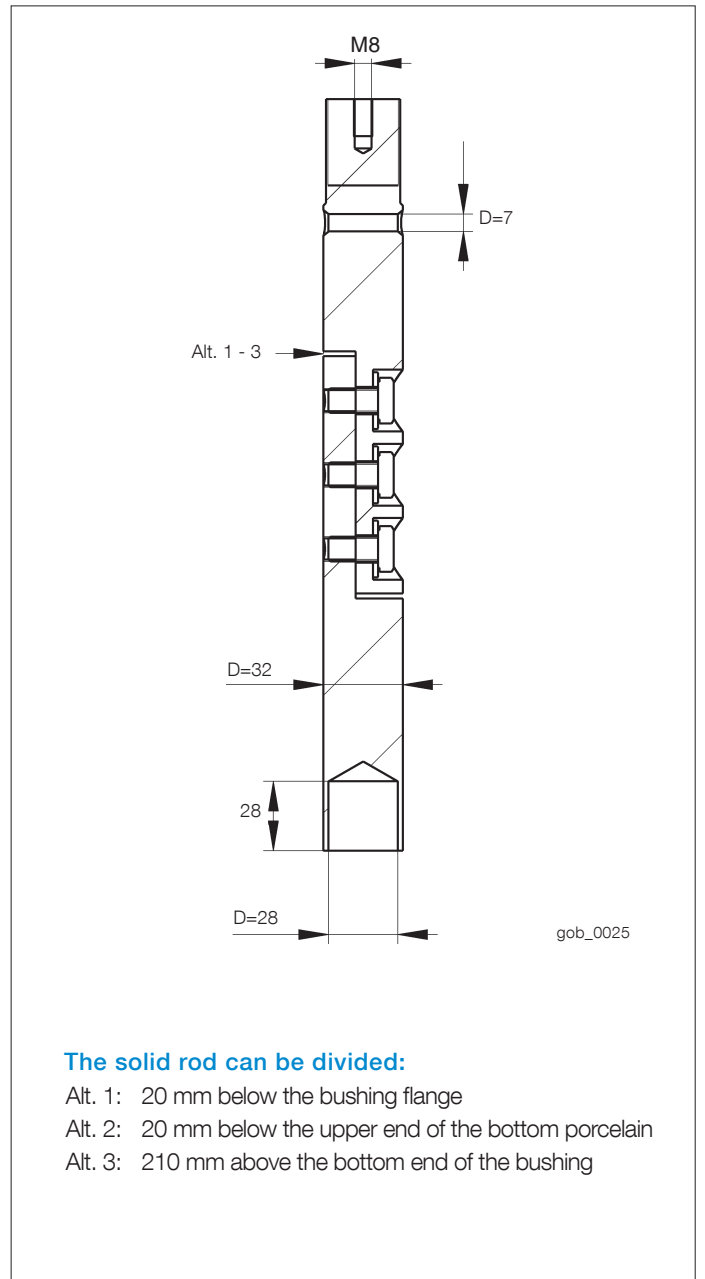 M8
D=7
Alt. 1 - 3
D=32
28
D=28
gob_0025
The solid rod can be divided:
Alt. 1: 20 mm below the bushing flange
Alt. 2: 20 mm below the upper end of the bottom porcelain
Alt. 3: 210 mm above the bottom end of the bushing